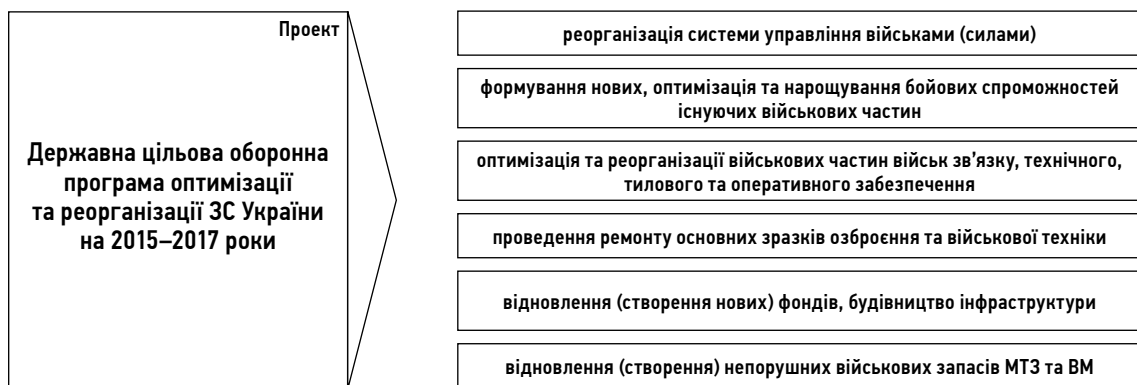 Проект
Державна цільова оборонна
програма оптимізації
та реорганізації ЗС України
на 2015–2017 роки
реорганізація системи управління військами (силами)
формування нових, оптимізація та нарощування бойових спроможностей
існуючих військових частин
оптимізація та реорганізації військових частин військ зв’язку, технічного,
тилового та оперативного забезпечення
проведення ремонту основних зразків озброєння та військової техніки
відновлення (створення нових) фондів, будівництво інфраструктури
відновлення (створення) непорушних військових запасів МТЗ та ВМ